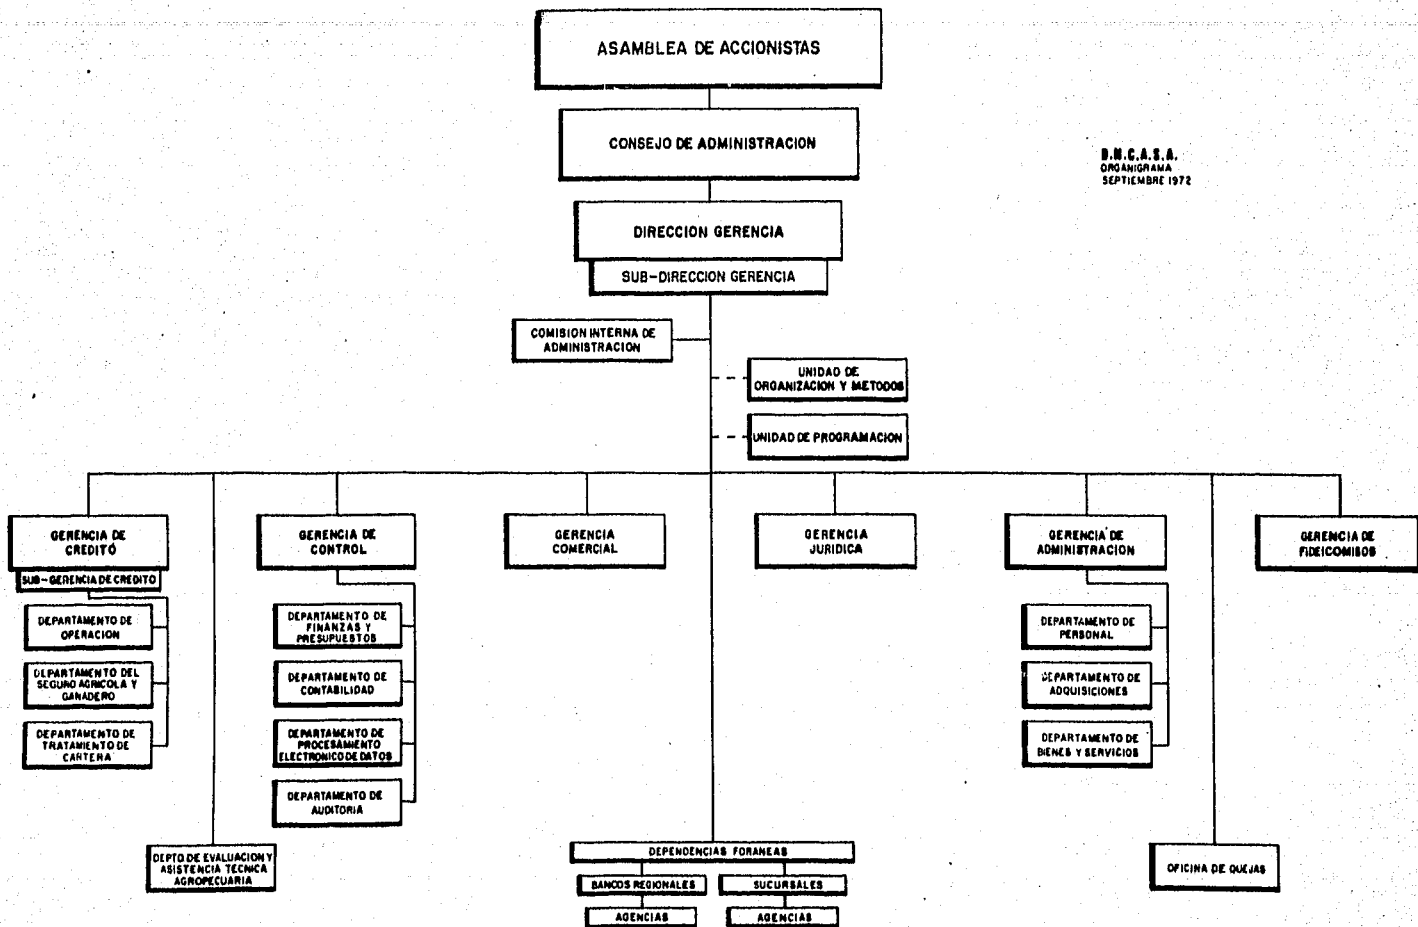 ASAMBLEA DE ACCIONISTAS
CONSEJO DE ADMINISTRACION
B.N.C.A.S.A.
ORGANIGRAMA
SEPTIEMBRE 1972
DIRECCION GERENCIA
SUB-DIRECCION GERENCIA
COMISION INTERNA DE
ADMINISTRACION
UNIDAD DE
ORGANIZACION Y METODOS
UNIDAD DE PROGRAMACION
GERENCIA DE
CREDITO
SUB-GERENCIA DE CREDITO
DEPARTAMENTO DE
OPERACION
DEPARTAMENTO DEL
SEGURO AGRICOLA Y
GANADERO
DEPARTAMENTO DE
TRATAMIENTO DE
CARTERA
DEPTO DE EVALUACION Y
ASISTENCIA TECNICA
AGROPECUARIA
GERENCIA DE
CONTROL
DEPARTAMENTO DE
FINANZAS Y
PRESUPUESTOS
DEPARTAMENTO DE
CONTABILIDAD
DEPARTAMENTO DE
PROCESAMIENTO
ELECTRONICO DE DATOS
DEPARTAMENTO DE
AUDITORIA
GERENCIA
COMERCIAL
DEPENDENCIAS FORANEAS
BANCOS REGIONALES
AGENCIAS
SUCURSALES
AGENCIAS
GERENCIA
JURIDICA
GERENCIA DE
ADMINISTRACION
DEPARTAMENTO DE
PERSONAL
DEPARTAMENTO DE
ADQUISICIONES
DEPARTAMENTO DE
BIENES Y SERVICIOS
OFICINA DE QUEJAS
GERENCIA DE
FIDEICOMISOS